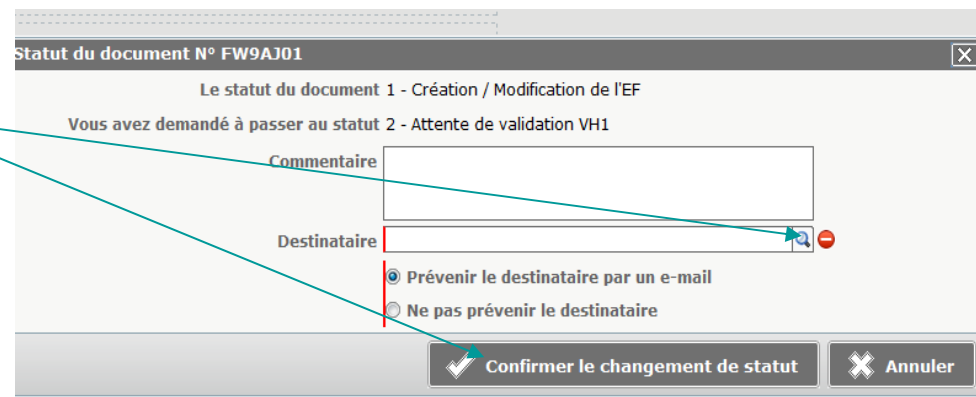 Statut du document N° FW9AJ01
Le statut du document 1 - Création / Modification de l'EF
Vous avez demandé à passer au statut 2 - Attente de validation VH1
Commentaire
Destinataire
Prévenir le destinataire par un e-mail
Ne pas prévenir le destinataire
Confirmer le changement de statut Annuler